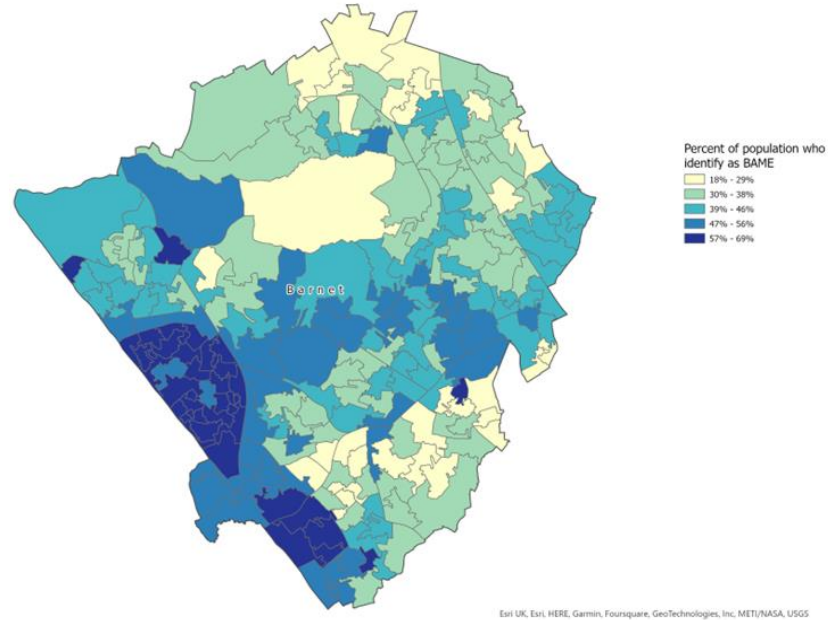 Percent of population who
identify as BAME
18% - 29%
30% - 38%
39% - 46%
47% - 56%
57% - 69%
Barnet
Esri UK, Esri, HERE, Garmin, Foursquare, GeoTechnologies, Inc, METI/NASA, USGS